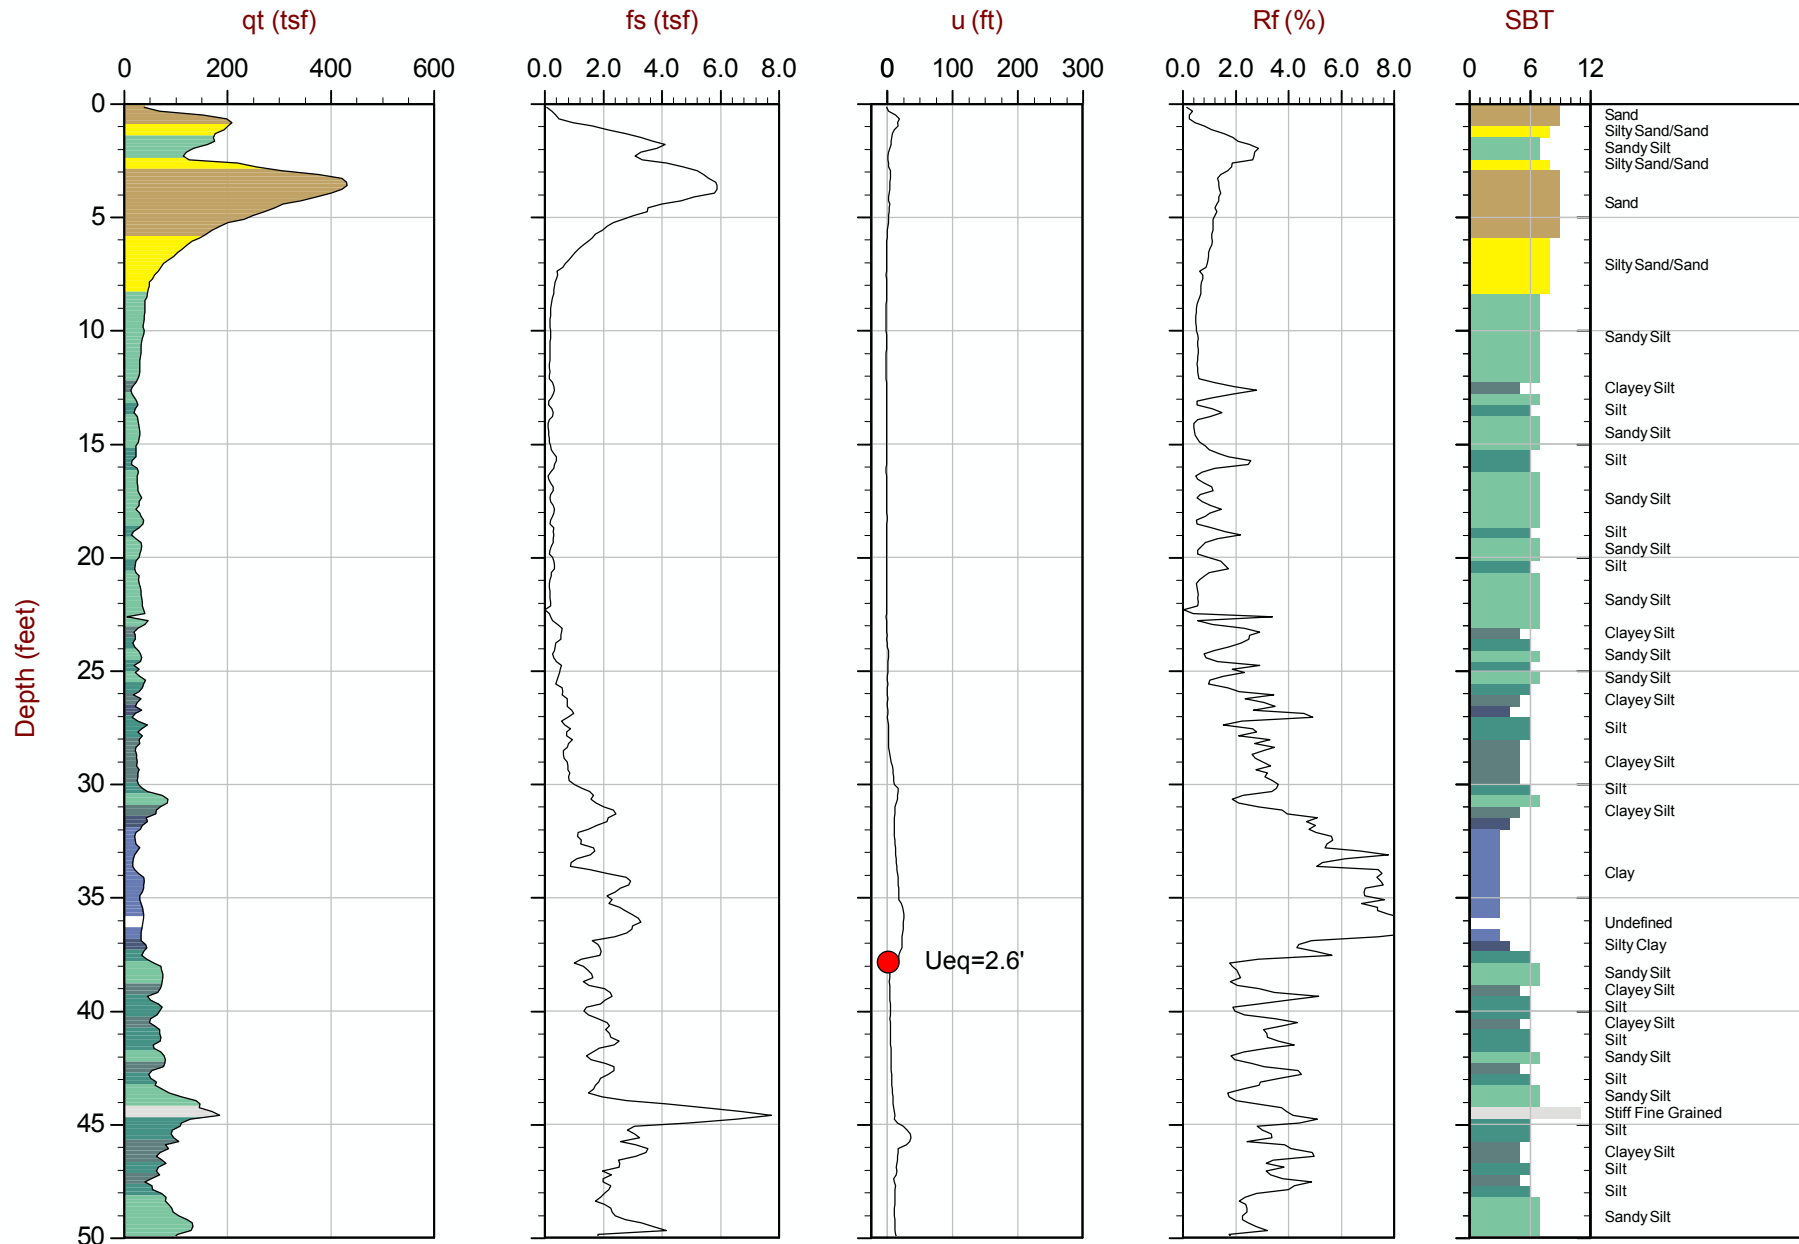 qt (tsf) fs (tsf) u (ft) Rf (%) SBT
0 200 400 600 0.0 2.0 4.0 6.0 8.0 0 100 200 300 0.0 2.0 4.0 6.0 8.0 0 6 12
0
Sand
Silty Sand/Sand
Sandy Silt
Silty Sand/Sand
Sand
5
Silty Sand/Sand
10
Sandy Silt
Clayey Silt
Silt
Sandy Silt
15
Silt
Sandy Silt
Silt
Sandy Silt
20
Silt
Sandy Silt
Clayey Silt
Sandy Silt
25
Sandy Silt
Clayey Silt
Depth (feet)
Silt
Clayey Silt
30
Silt
Clayey Silt
Clay
35
Undefined
Silty Clay
Ueq=2.6'
Sandy Silt
Clayey Silt
Silt
40
Clayey Silt
Silt
Sandy Silt
Silt
Sandy Silt
Stiff Fine Grained
45
Silt
Clayey Silt
Silt
Silt
Sandy Silt
50